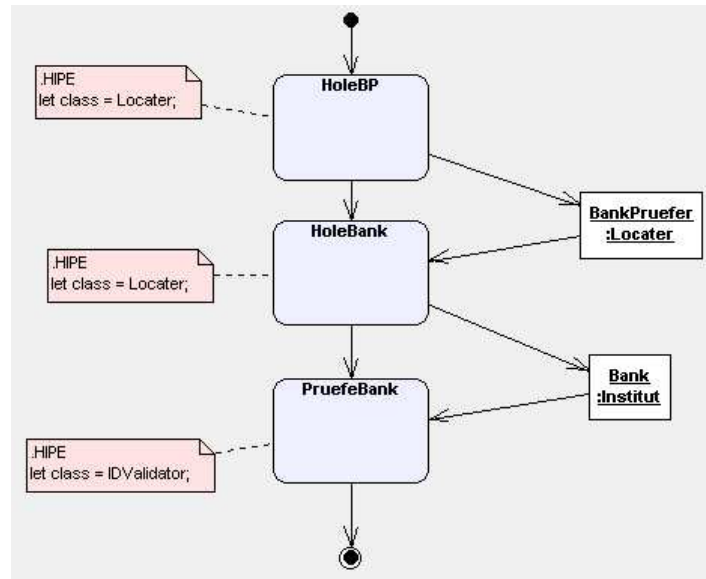 HoleBP
.HIPE
let class = Locater;
BankPruefer
:Locater
HoleBank
.HIPE
let class = Locater;
Bank
:Institut
PruefeBank
.HIPE
let class = IDValidator;